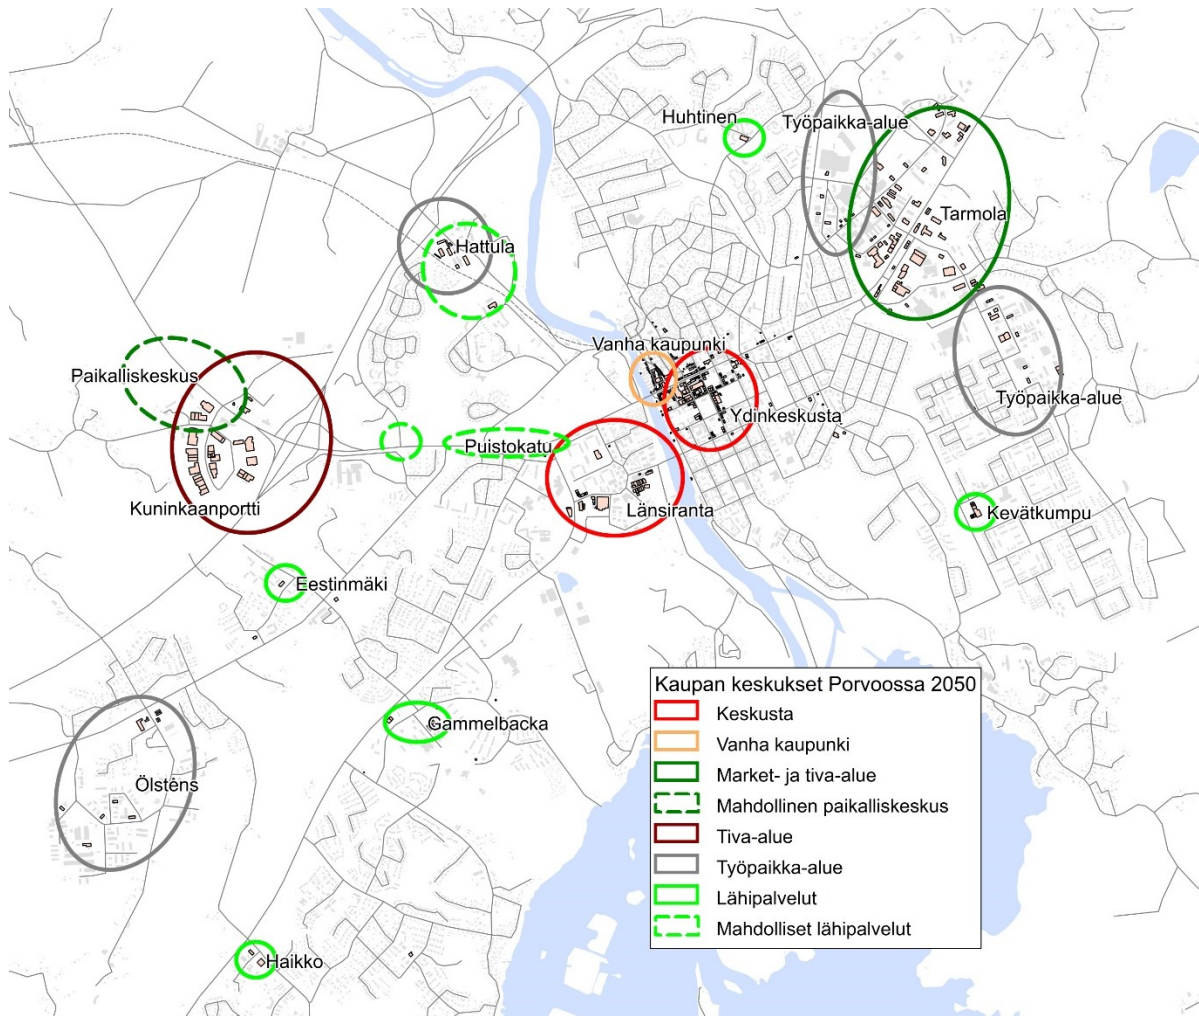 Huhtinen
Työpaikka-alue
Tarmola
Hattula
Vanha kaupunki
Paikalliskeskus
Työpaikka-alue
Ydinkeskusta
Puistokatu
Kuninkaanportti
Länsiranta
Kevätkumpu
Eestinmäki
Gammelbacka
Ölsténs
Haikko
Kaupan keskukset Porvoossa 2050
Keskusta
Vanha kaupunki
Market- ja tiva-alue
Mahdollinen paikalliskeskus
Tiva-alue
Työpaikka-alue
Lähipalvelut
Mahdolliset lähipalvelut